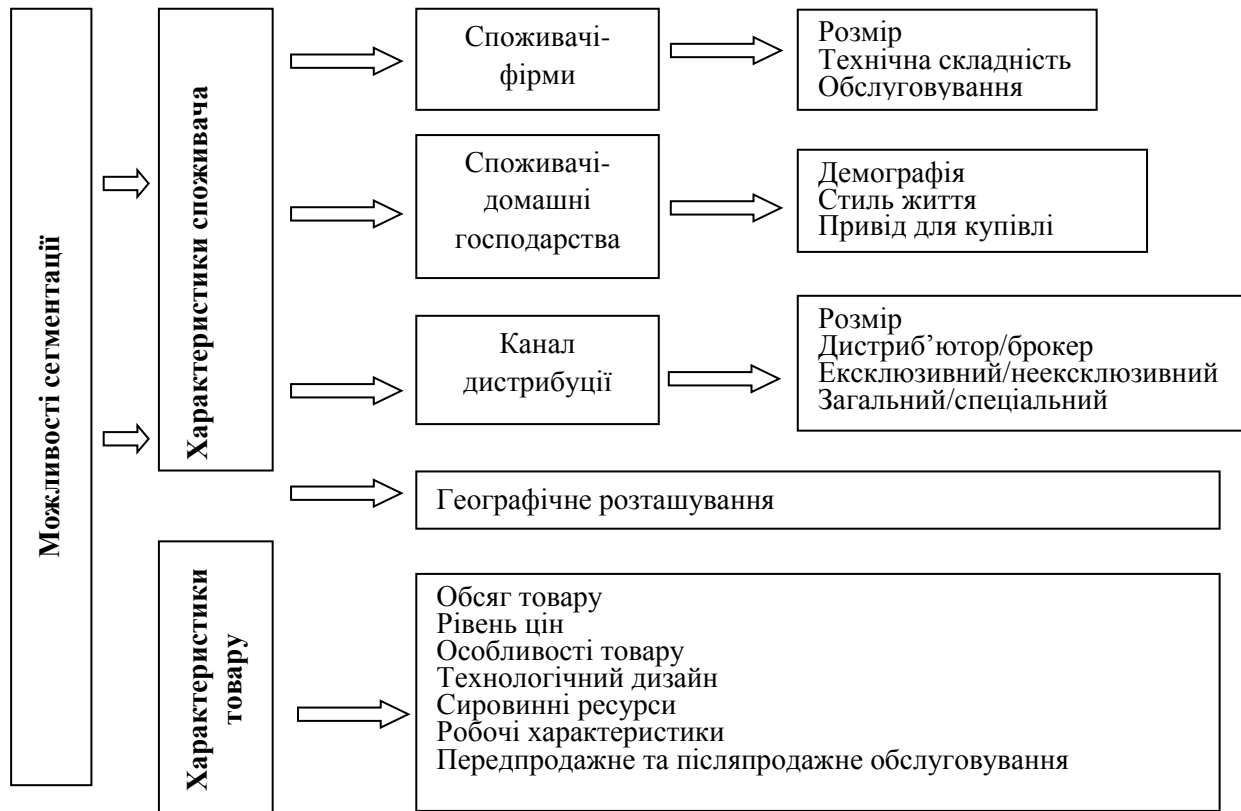 Можливості сегментації
Характеристики споживача
Споживачі-
фірми
Розмір
Технічна складність
Обслуговування
Споживачі-
домашні
господарства
Демографія
Стиль життя
Привід для купівлі
Канал
дистрибуції
Розмір
Дистриб’ютор/брокер
Ексклюзивний/неексклюзивний
Загальний/спеціальний
Географічне розташування
Характеристики
товару
Обсяг товару
Рівень цін
Особливості товару
Технологічний дизайн
Сировинні ресурси
Робочі характеристики
Передпродажне та післяпродажне обслуговування